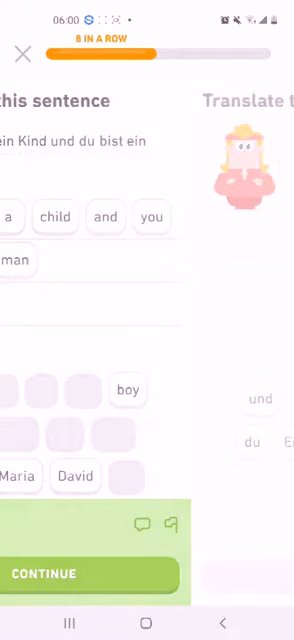 06:00
8 IN A ROW
this sentence
Translate t
ein Kind und du bist ein
a child and you
man
boy
und
du
Maria David
CONTINUE